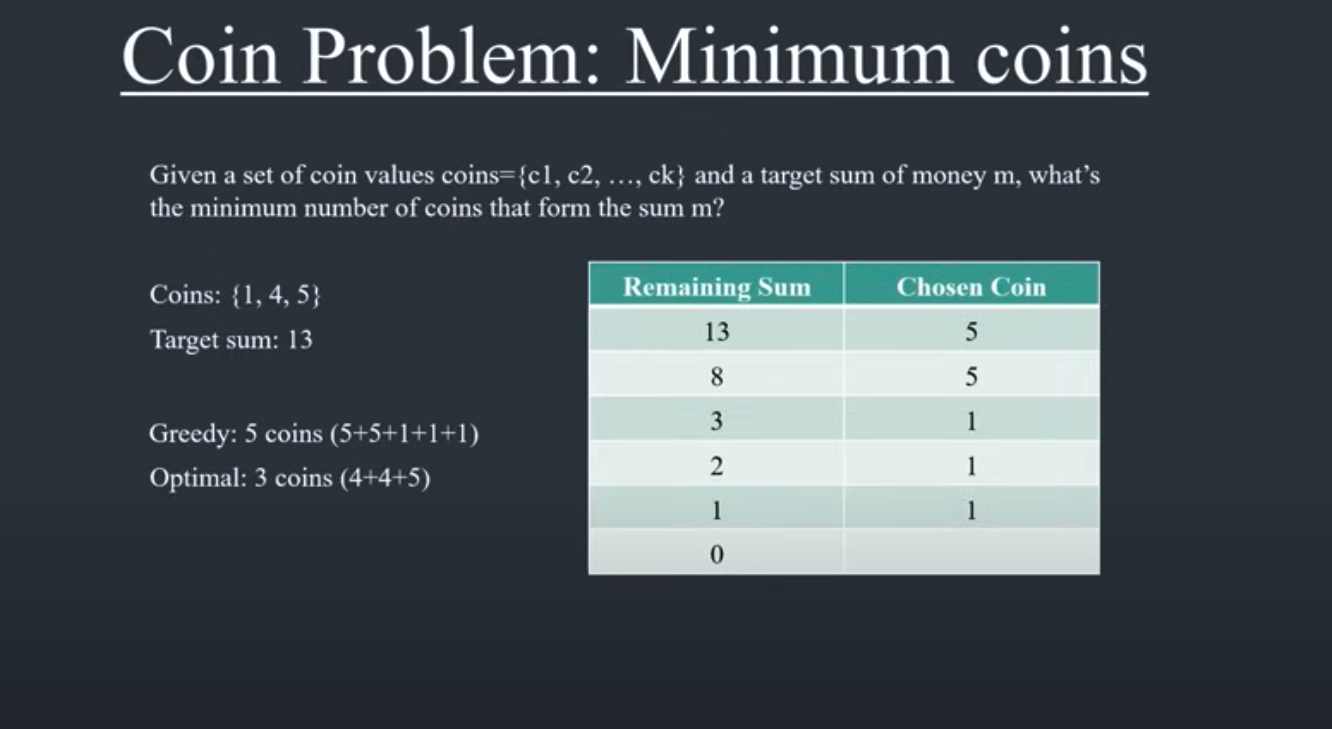 Coin Problem: Minimum coins
Given a set of coin values coins={c1, c2, …, ck} and a target sum of money m, what’s
the minimum number of coins that form the sum m?
Coins: {1, 4, 5}
Target sum: 13
Greedy: 5 coins (5+5+1+1+1)
Optimal: 3 coins (4+4+5)
Remaining Sum Chosen Coin
13 5
8 5
3 1
2 1
1 1
0